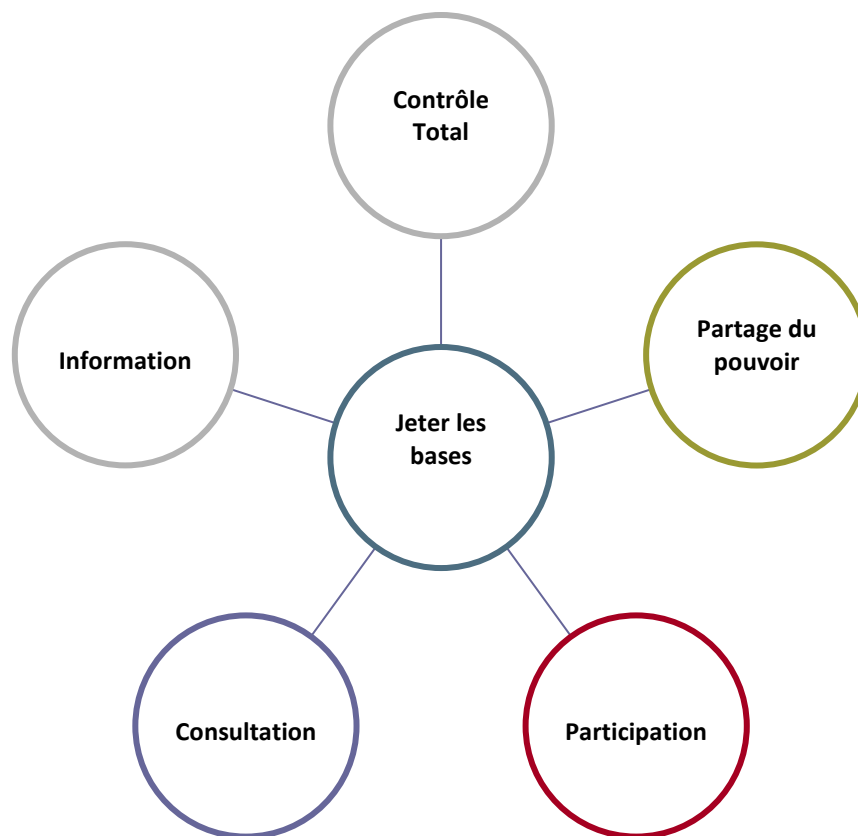 Contrôle
Total
Partage du
pouvoir
Information
Jeter les
bases
Consultation
Participation